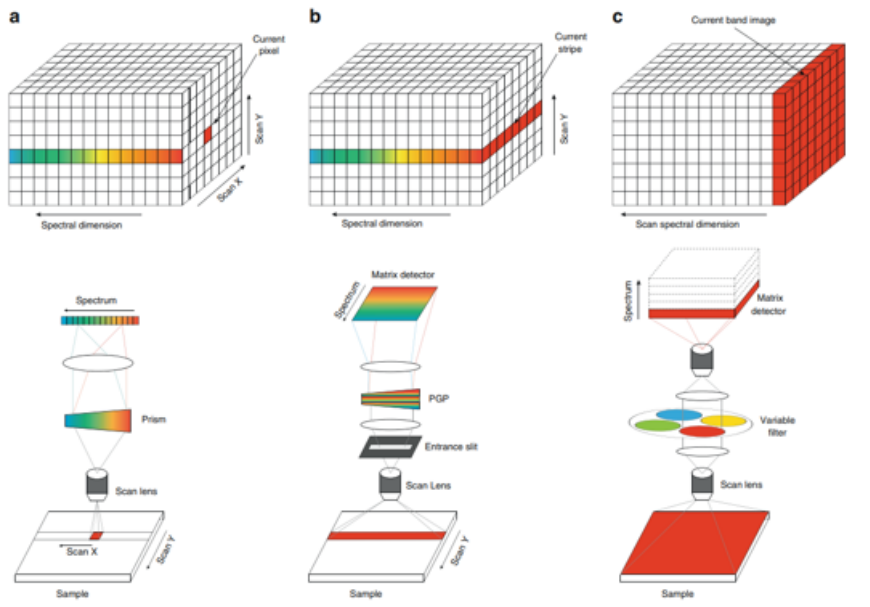 a
Current
pixel
Scan Y
Scan X
Spectral dimension
Spectrum
Prism
Scan lens
Scan X
Scan Y
Sample
b
Current
stripe
Scan Y
Spectral dimension
Matrix detector
Spectrum
PGP
Entrance slit
Scan Lens
Scan Y
Sample
c
Current band image
Scan spectral dimension
Spectrum
Matrix
detector
Variable
filter
Scan lens
Sample